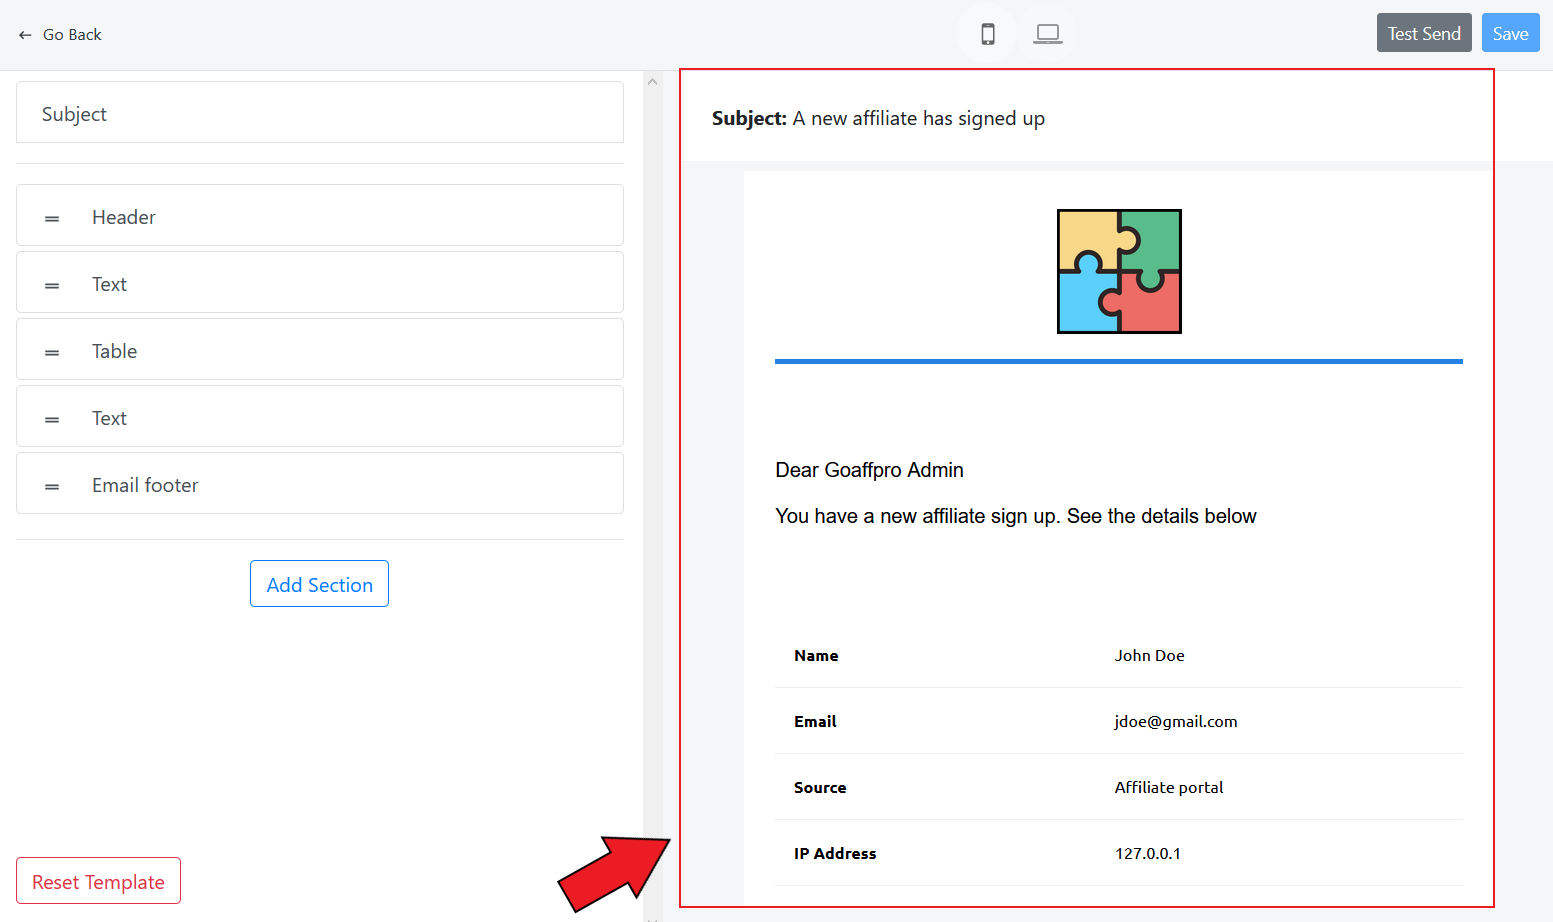 Go Back
Test Send
Save
Subject
Header
Text
Table
Text
Email footer
Add Section
Reset Template
Subject: A new affiliate has signed up
Dear Goaffpro Admin
You have a new affiliate sign up. See the details below
Name John Doe
Email jdoe@gmail.com
Source Affiliate portal
IP Address 127.0.0.1